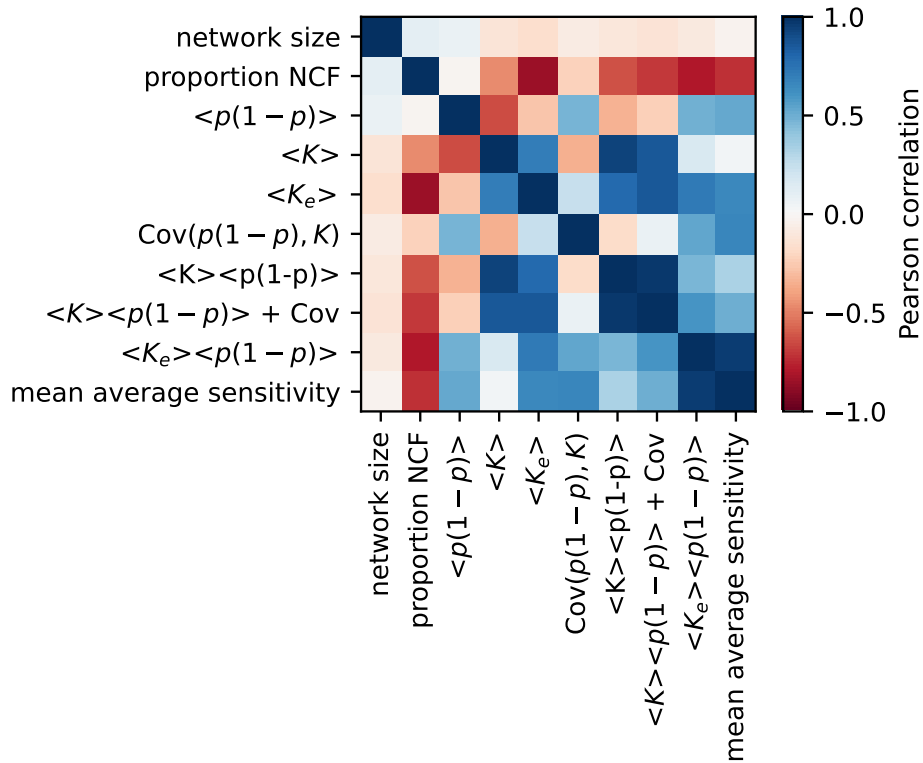 network size
proportion NCF
<p(1 − p)>
<K>
<Kₑ>
Cov(p(1 − p), K)
<K><p(1-p)>
<K><p(1 − p)> + Cov
<Kₑ><p(1 − p)>
mean average sensitivity
network size
proportion NCF
<p(1 − p)>
<K>
<Kₑ>
Cov(p(1 − p), K)
<K><p(1-p)>
<K><p(1 − p)> + Cov
<Kₑ><p(1 − p)>
mean average sensitivity
1.0
0.5
0.0
−0.5
−1.0
Pearson correlation